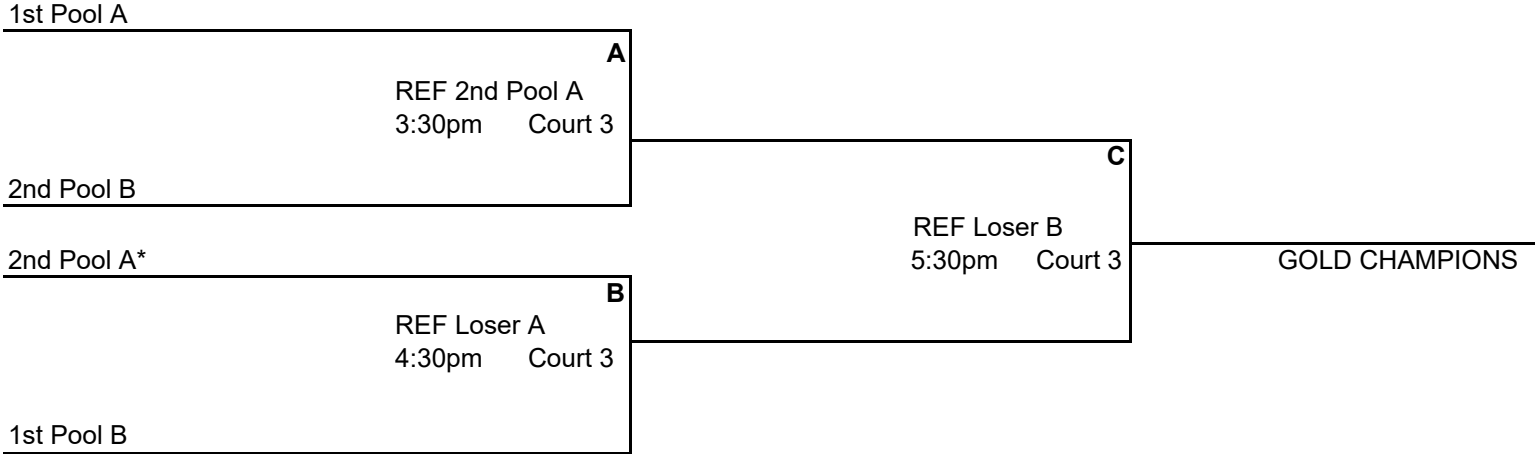 1st Pool A
A
REF 2nd Pool A
3:30pm Court 3
2nd Pool B
C
REF Loser B
5:30pm Court 3
GOLD CHAMPIONS
2nd Pool A*
B
REF Loser A
4:30pm Court 3
1st Pool B